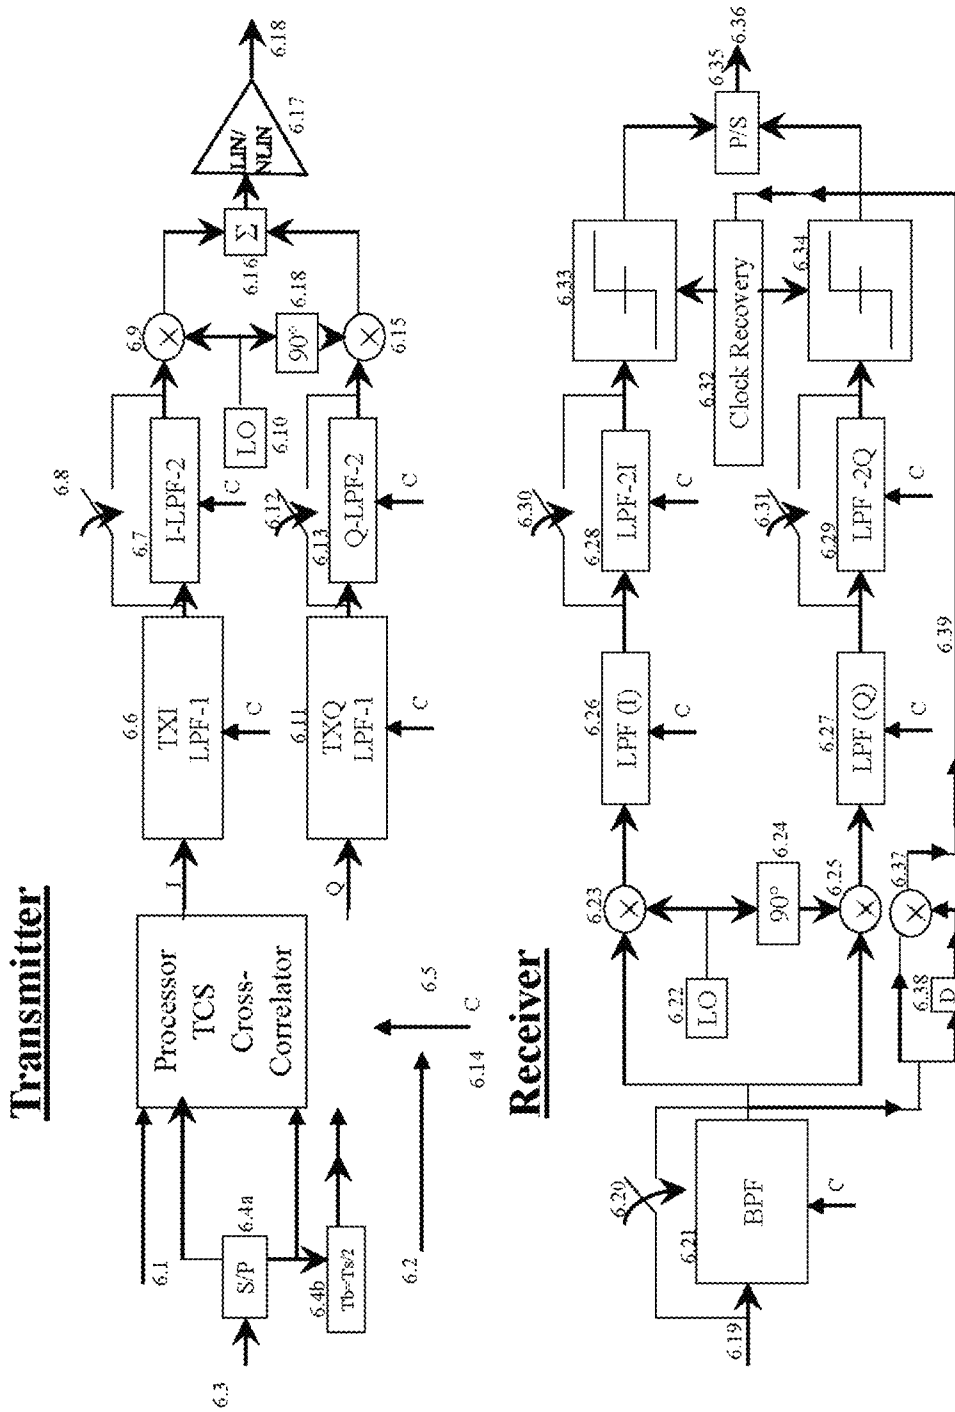 Transmitter
6.3
S/P
6.4a
6.1
6.4b
Tb=Ts/2
6.2
Processor
TCS
Cross-
Correlator
6.5
C
6.14
I
Q
6.6
TXI
LPF-1
C
6.11
TXQ
LPF-1
C
6.8
6.7
I-LPF-2
C
6.12
6.13
Q-LPF-2
C
LO
6.10
6.9
90°
6.18
6.15
Σ
6.16
LIN/
NLIN
6.17
6.18
Receiver
6.19
6.20
6.21
BPF
C
6.22
LO
6.23
90°
6.24
6.25
6.37
6.38
D
6.39
6.26
LPF (I)
C
6.27
LPF (Q)
C
6.30
6.28
LPF-2I
C
6.31
6.29
LPF -2Q
C
6.33
6.32
Clock Recovery
6.34
P/S
6.35
6.36